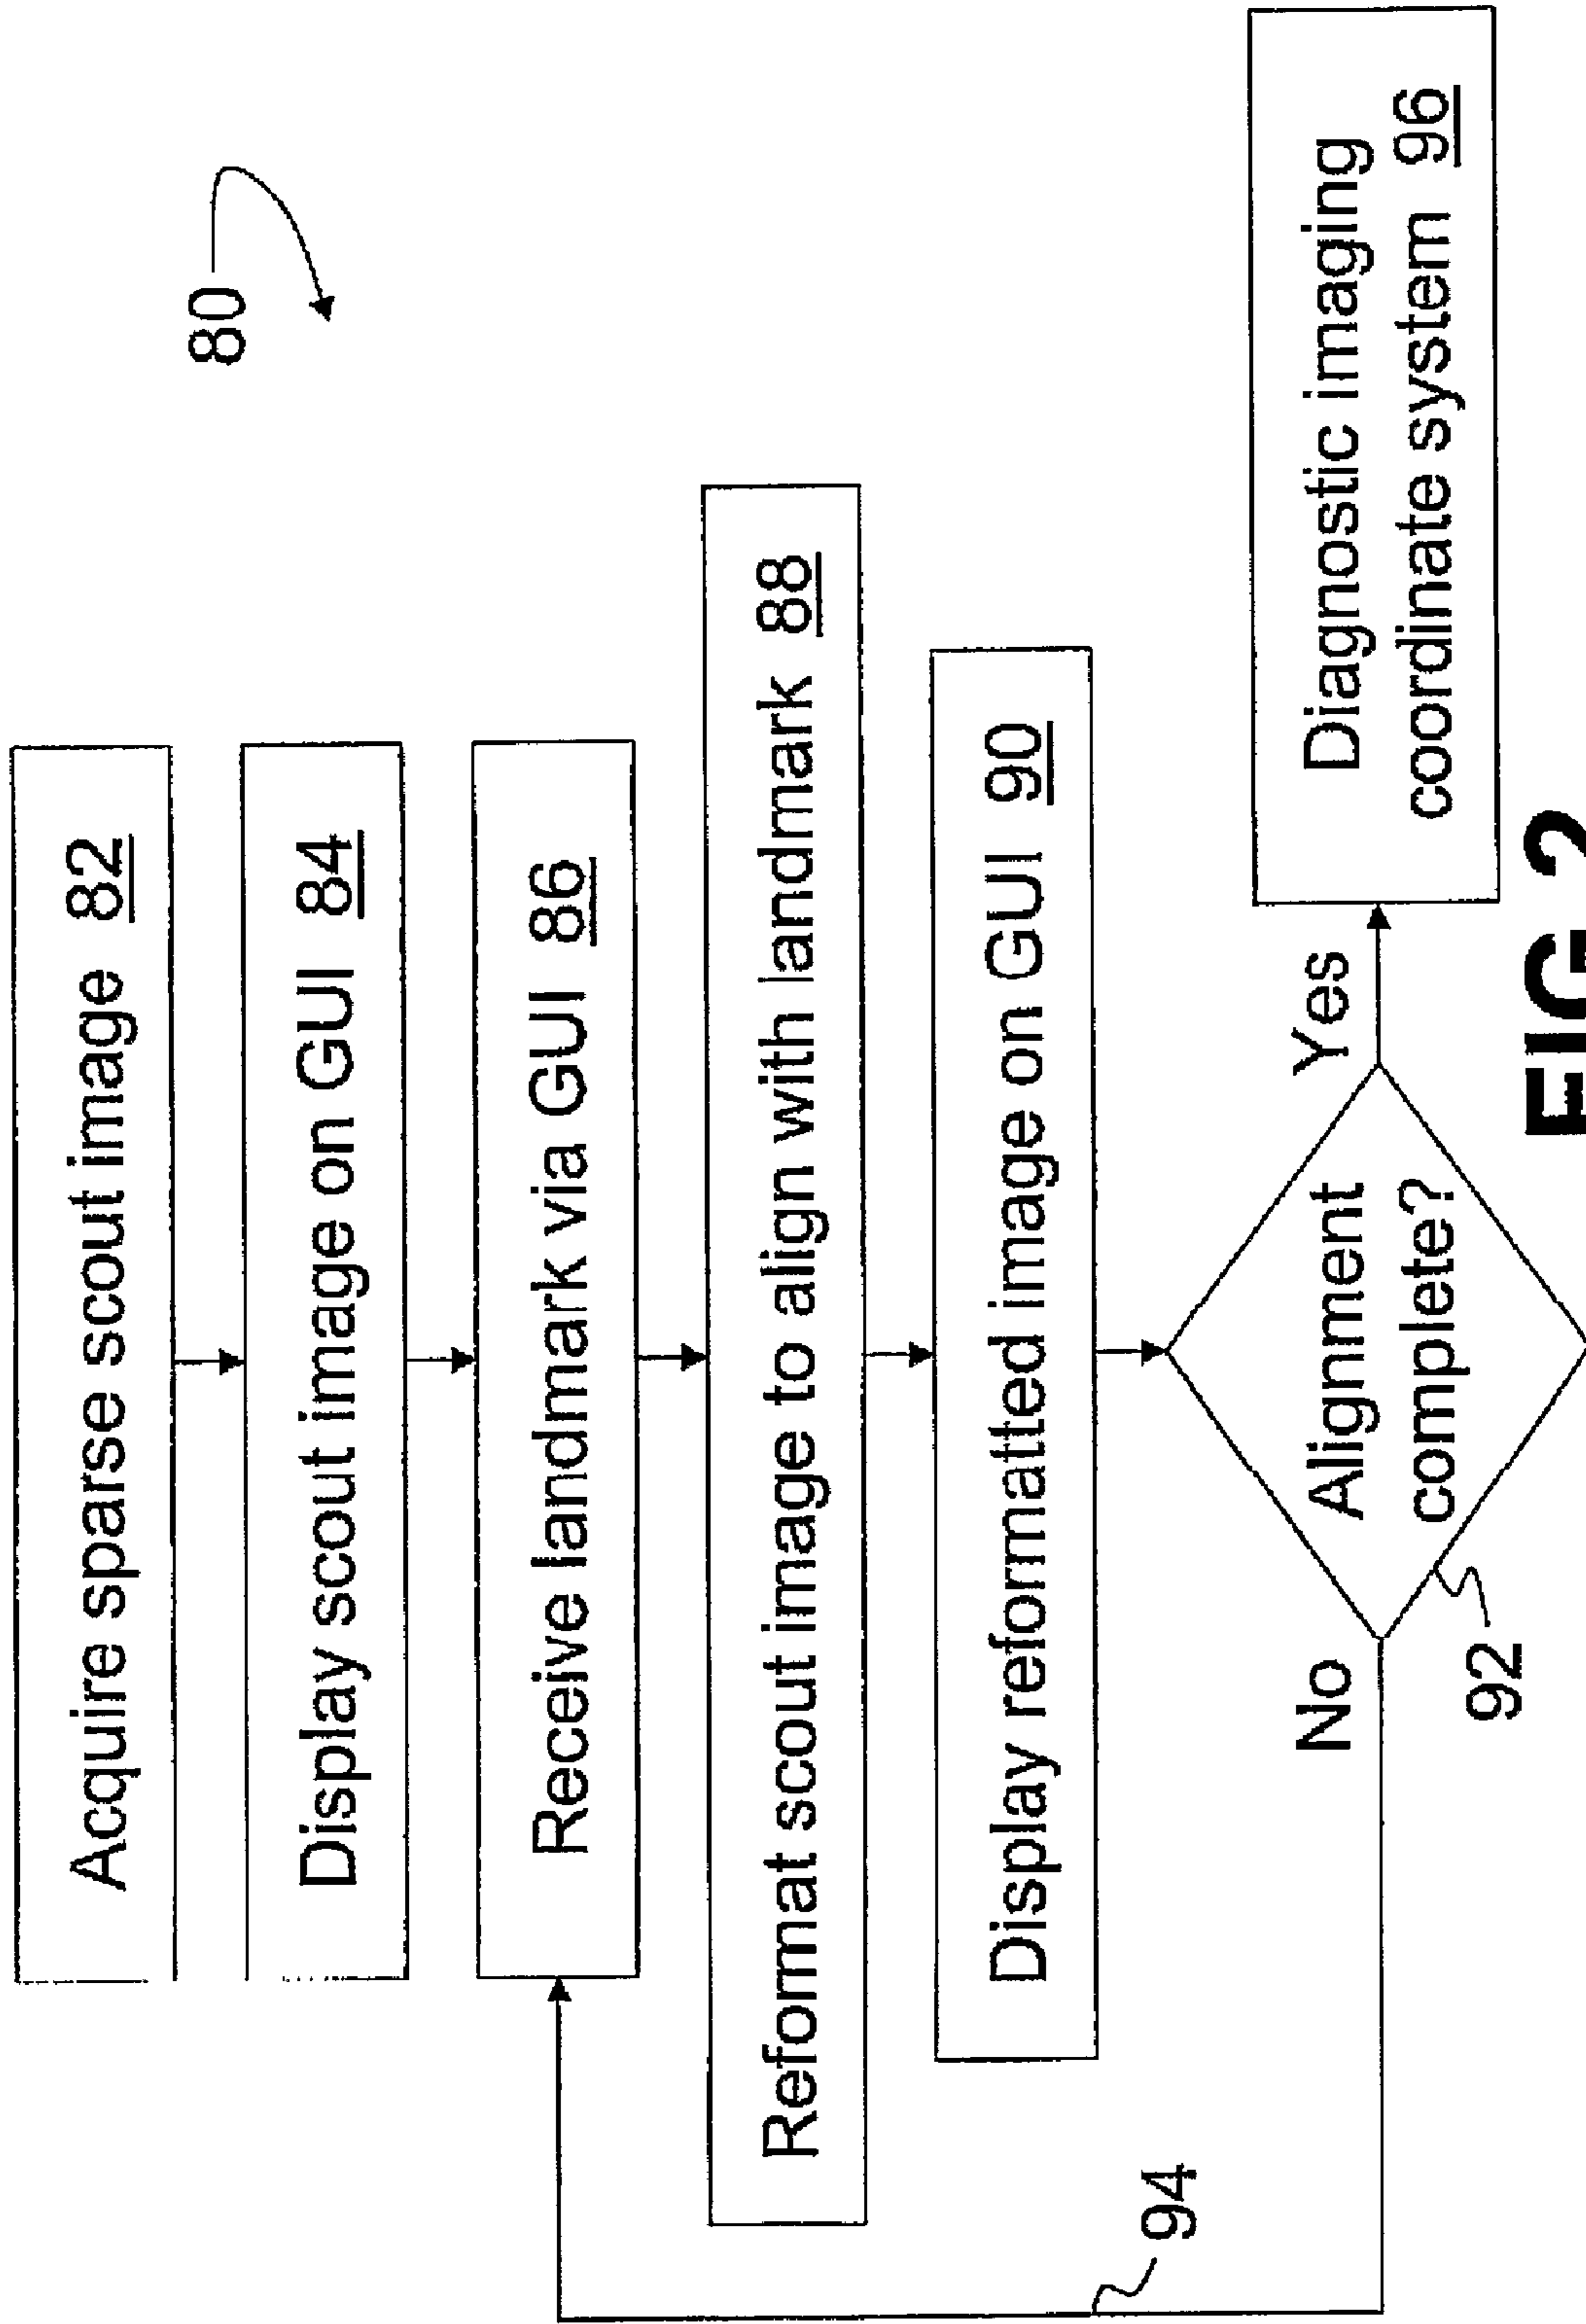 80
Acquire sparse scout image 82
Display scout image on GUI 84
Receive landmark via GUI 86
Reformat scout image to align with landmark 88
Display reformatted image on GUI 90
Alignment
complete?
No
Yes
92
94
Diagnostic imaging
coordinate system 96
FIG 2